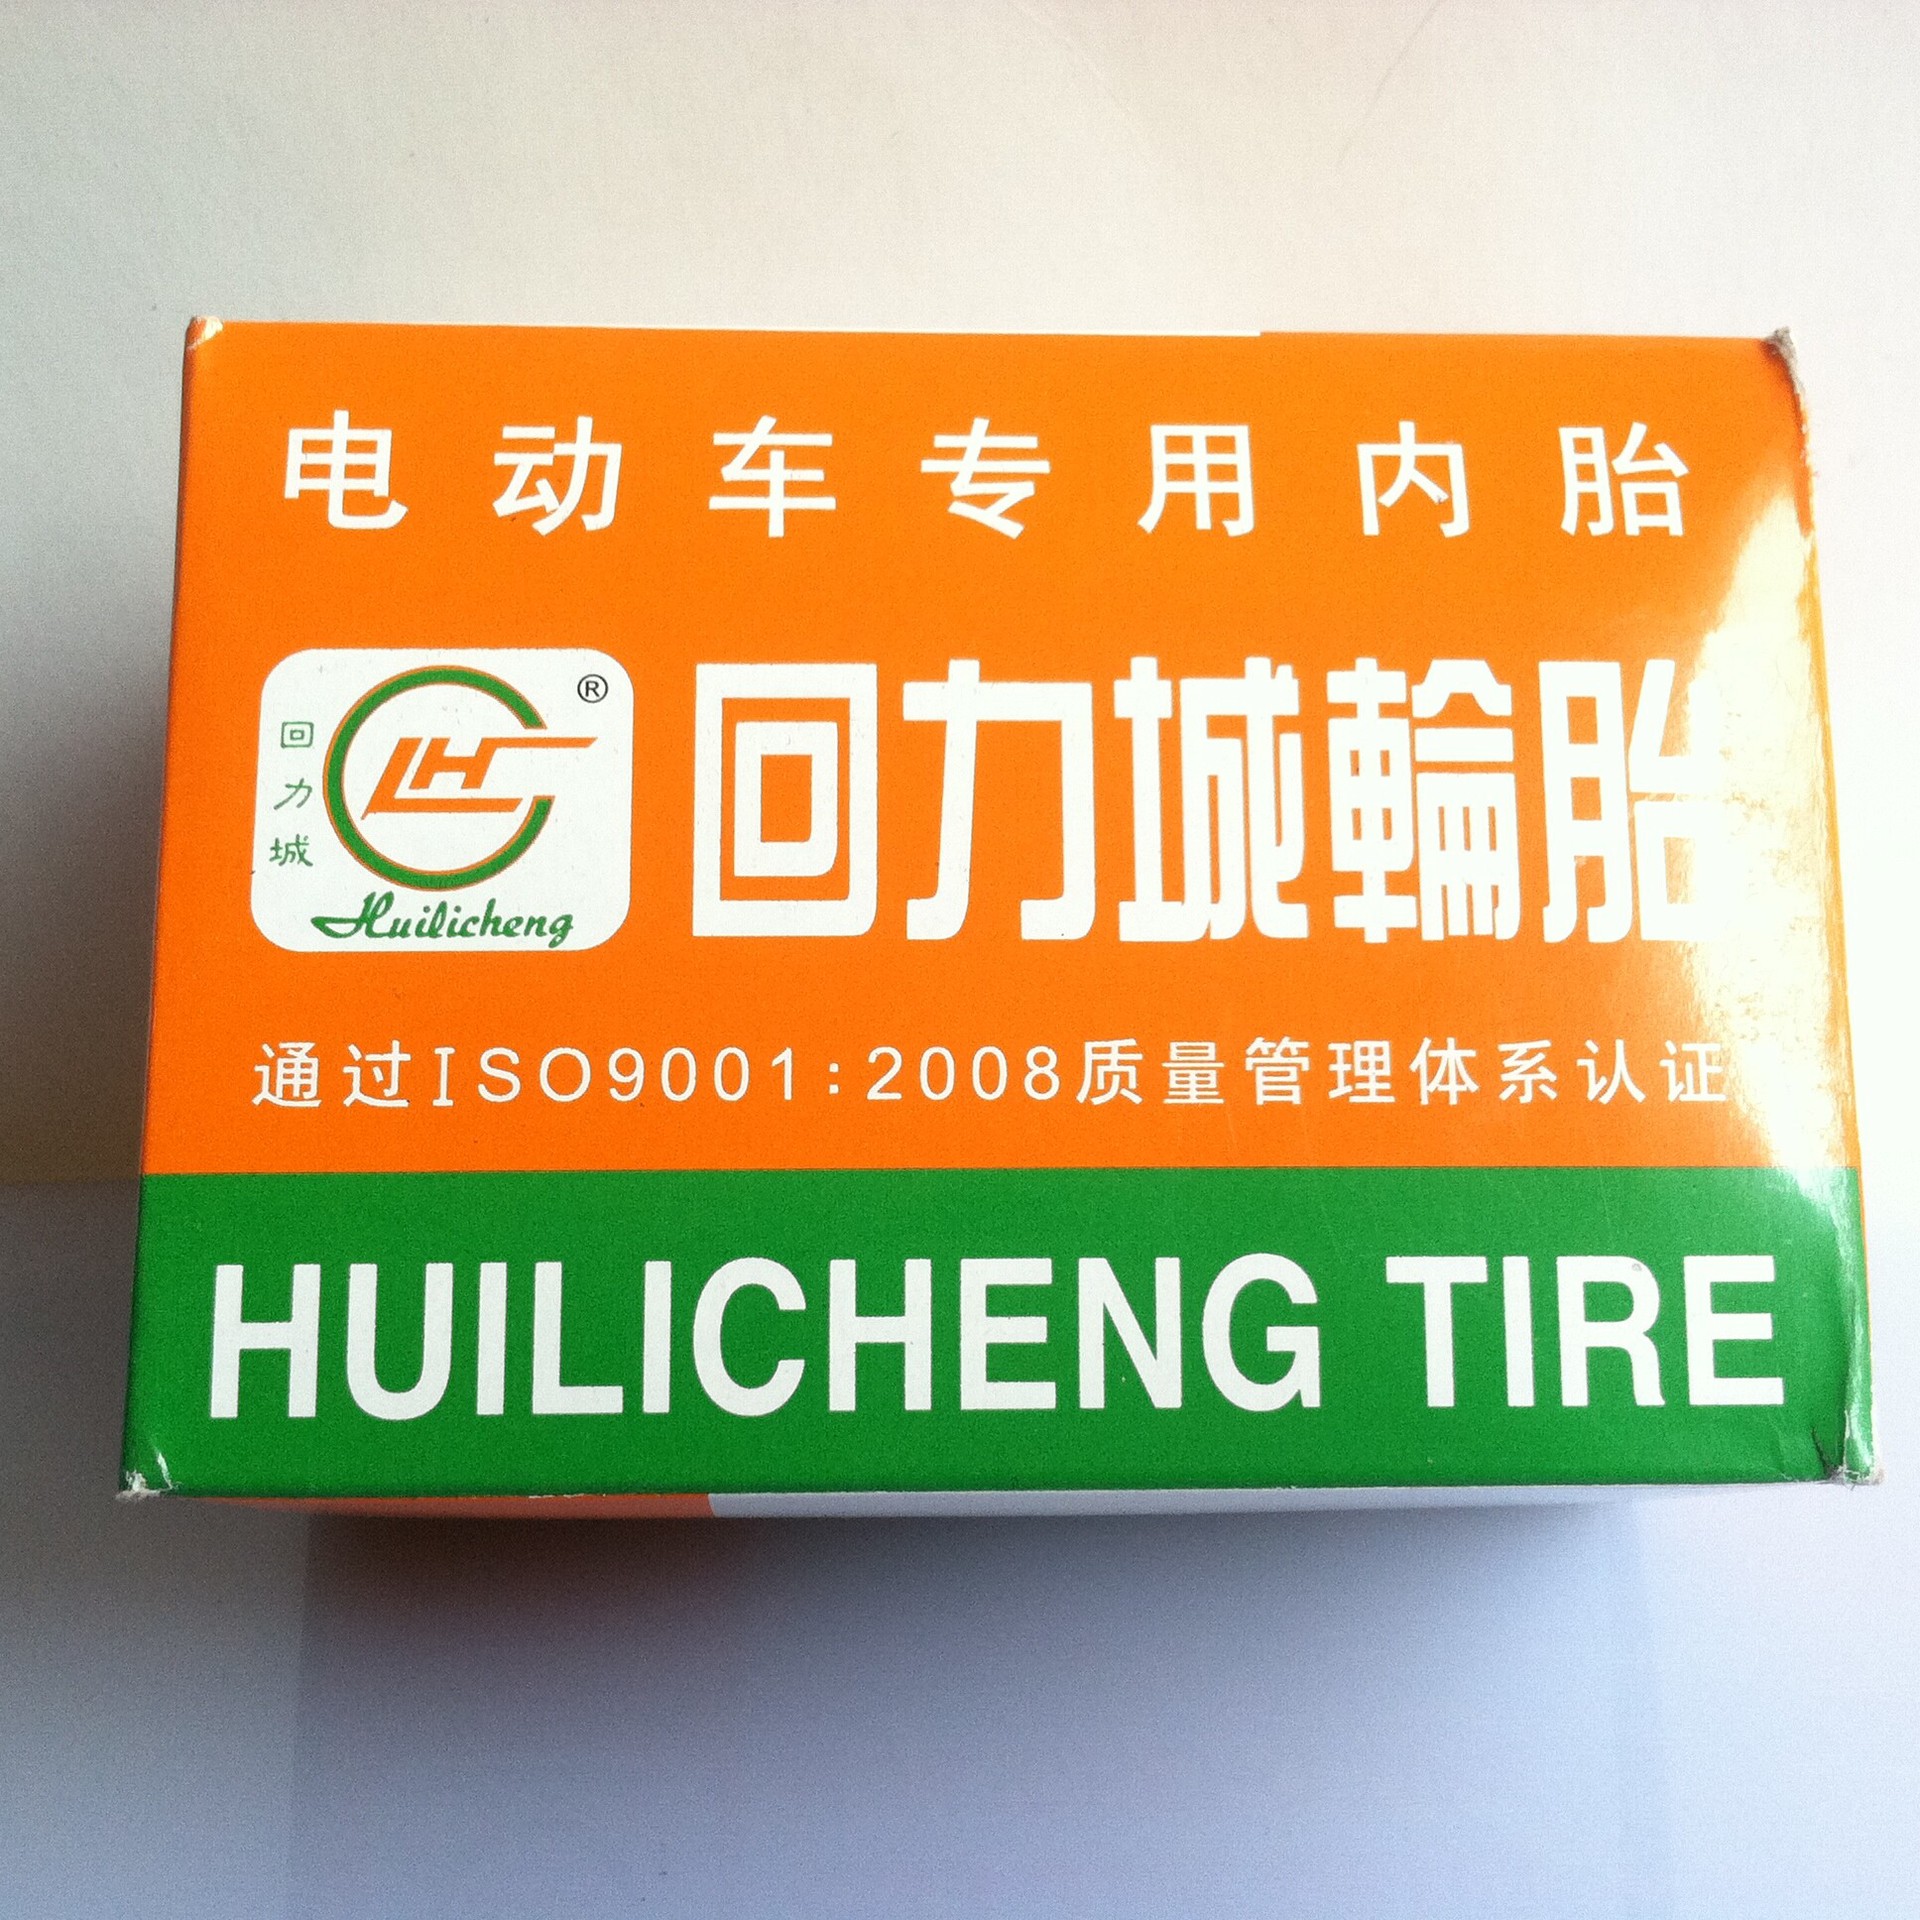 电动车专用内胎
回力城
LHC
®
Huilicheng
回力城輪胎
通过ISO9001:2008质量管理体系认证
HUILICHENG TIRE